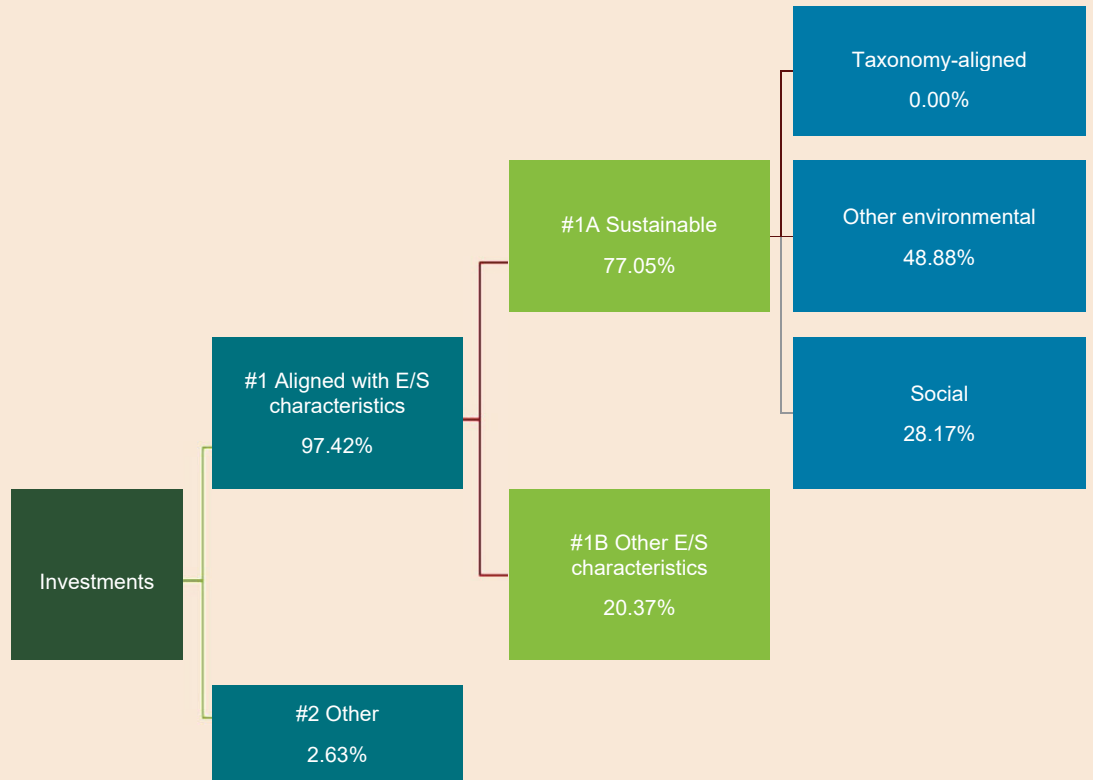 Taxonomy-aligned
0.00%
#1A Sustainable
77.05%
Other environmental
48.88%
#1 Aligned with E/S
characteristics
97.42%
Social
28.17%
Investments
#1B Other E/S
characteristics
20.37%
#2 Other
2.63%